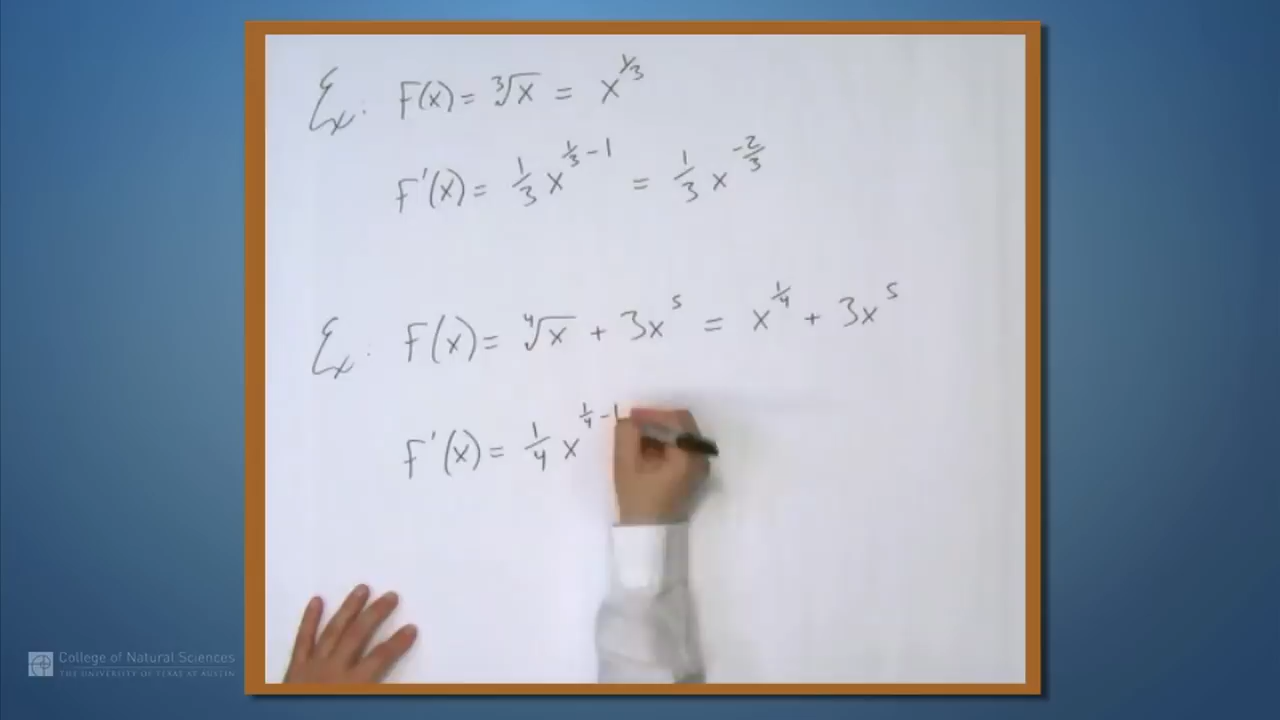 Ex. F(x) = ∛x = x^{1/3}
F'(x) = 1/3 x^{1/3 - 1} = 1/3 x^{-2/3}
Ex. F(x) = ∜x + 3x^5 = x^{1/4} + 3x^5
F'(x) = 1/4 x^{1/4 - 1}
College of Natural Sciences
THE UNIVERSITY OF TEXAS AT AUSTIN